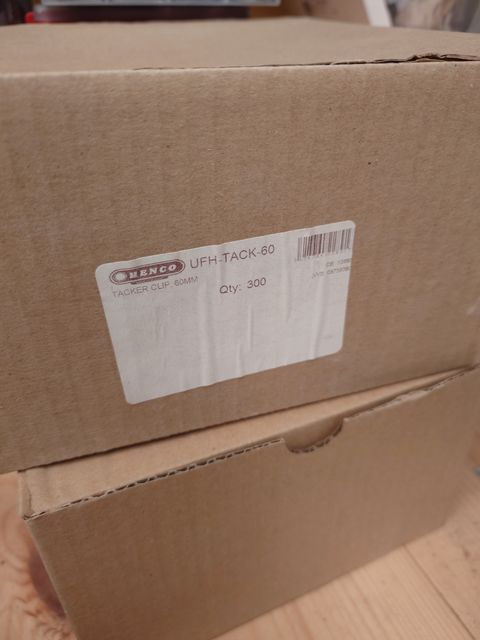 HENCO UFH-TACK-60
TACKER CLIP 60MM
Qty: 300